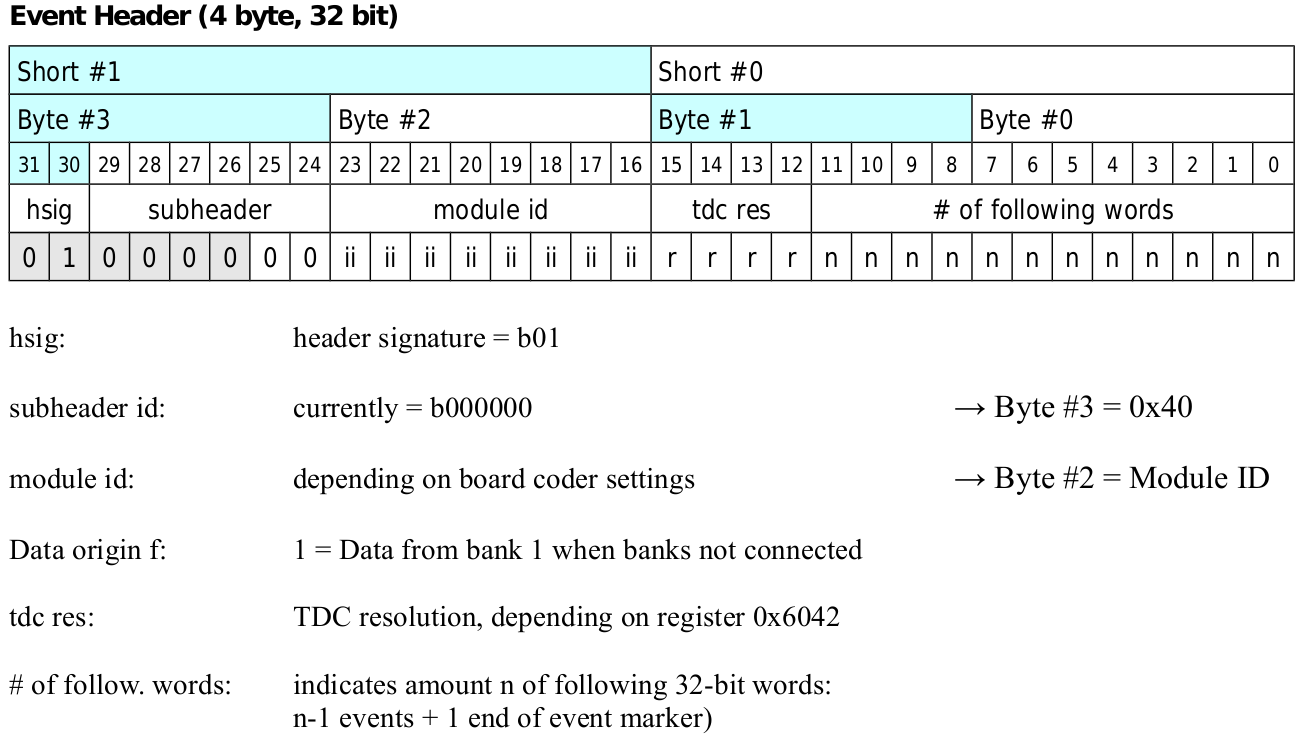 Event Header (4 byte, 32 bit)
Short #1 Short #0
Byte #3 Byte #2 Byte #1 Byte #0
31 30 29 28 27 26 25 24 23 22 21 20 19 18 17 16 15 14 13 12 11 10 9 8 7 6 5 4 3 2 1 0
hsig subheader module id tdc res # of following words
0 1 0 0 0 0 0 0 ii ii ii ii ii ii ii ii r r r r n n n n n n n n n n n n
hsig: header signature = b01
subheader id: currently = b000000 → Byte #3 = 0x40
module id: depending on board coder settings → Byte #2 = Module ID
Data origin f: 1 = Data from bank 1 when banks not connected
tdc res: TDC resolution, depending on register 0x6042
# of follow. words: indicates amount n of following 32-bit words:
n-1 events + 1 end of event marker)